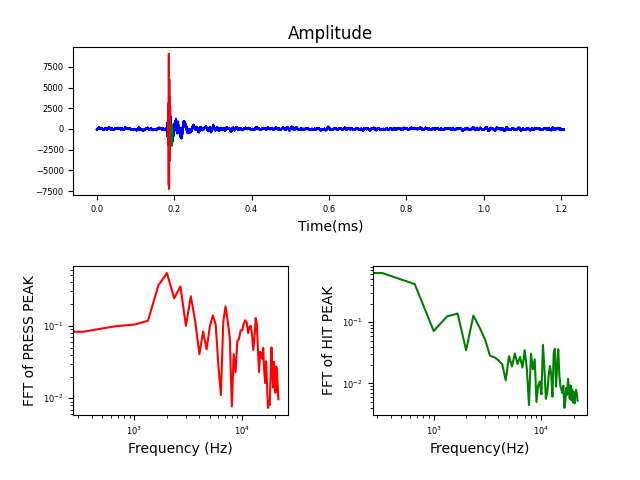 Amplitude
7500
5000
2500
0
−2500
−5000
−7500
0.0 0.2 0.4 0.6 0.8 1.0 1.2
Time(ms)
FFT of PRESS PEAK
10⁻¹
10⁻²
10³ 10⁴
Frequency (Hz)
FFT of HIT PEAK
10⁻¹
10⁻²
10³ 10⁴
Frequency(Hz)